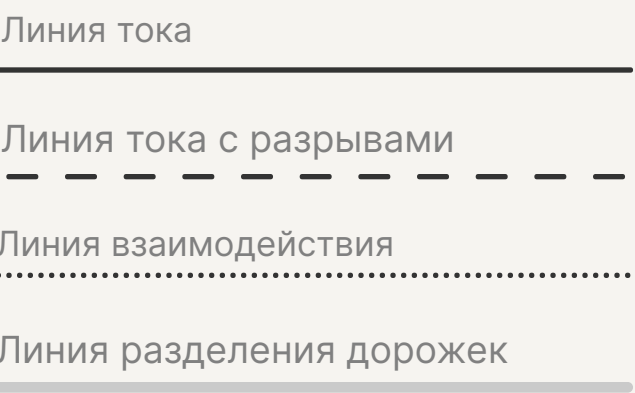 Линия тока
Линия тока с разрывами
Линия взаимодействия
Линия разделения дорожек